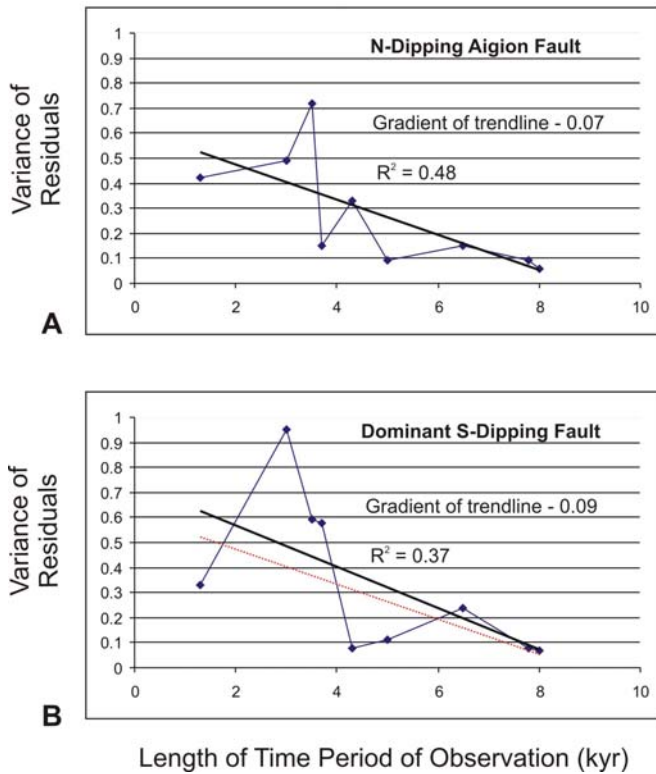 1
0.9
0.8
0.7
0.6
0.5
0.4
0.3
0.2
0.1
0
N-Dipping Aigion Fault
Gradient of trendline - 0.07
R² = 0.48
Variance of
Residuals
0 2 4 6 8 10
A
1
0.9
0.8
0.7
0.6
0.5
0.4
0.3
0.2
0.1
0
Dominant S-Dipping Fault
Gradient of trendline - 0.09
R² = 0.37
Variance of
Residuals
0 2 4 6 8 10
B
Length of Time Period of Observation (kyr)